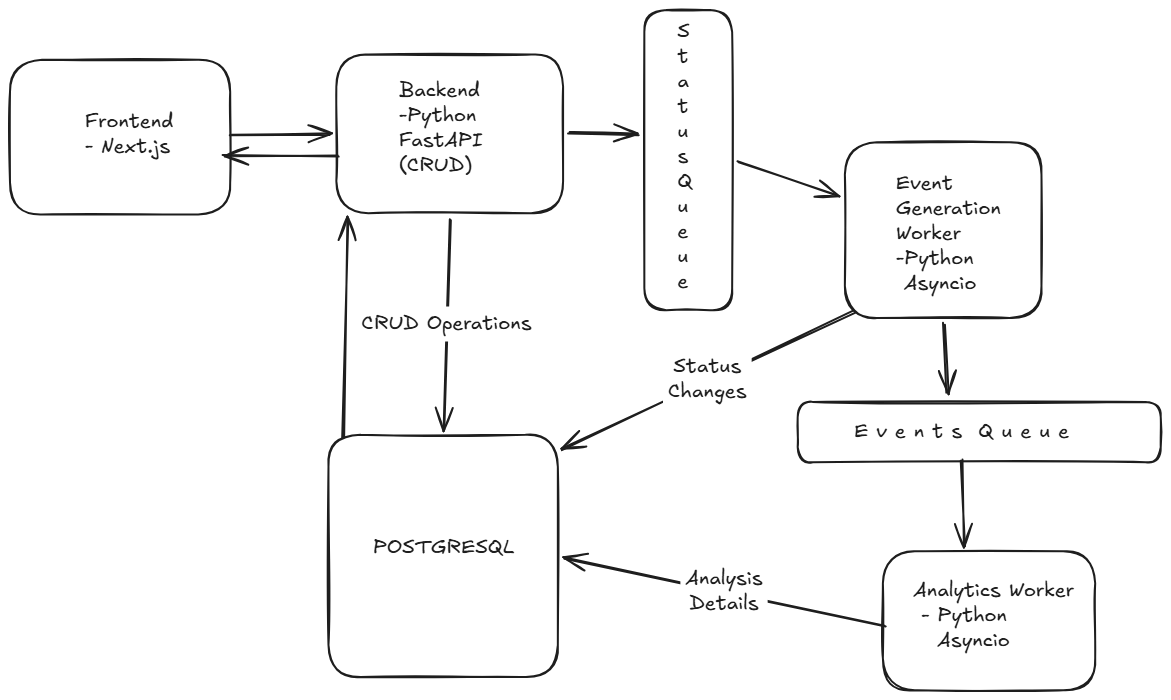 Frontend
- Next.js
Backend
-Python
FastAPI
(CRUD)
StatusQueue
Event
Generation
Worker
-Python
Asyncio
CRUD Operations
Status
Changes
Events Queue
POSTGRESQL
Analysis
Details
Analytics Worker
- Python
Asyncio